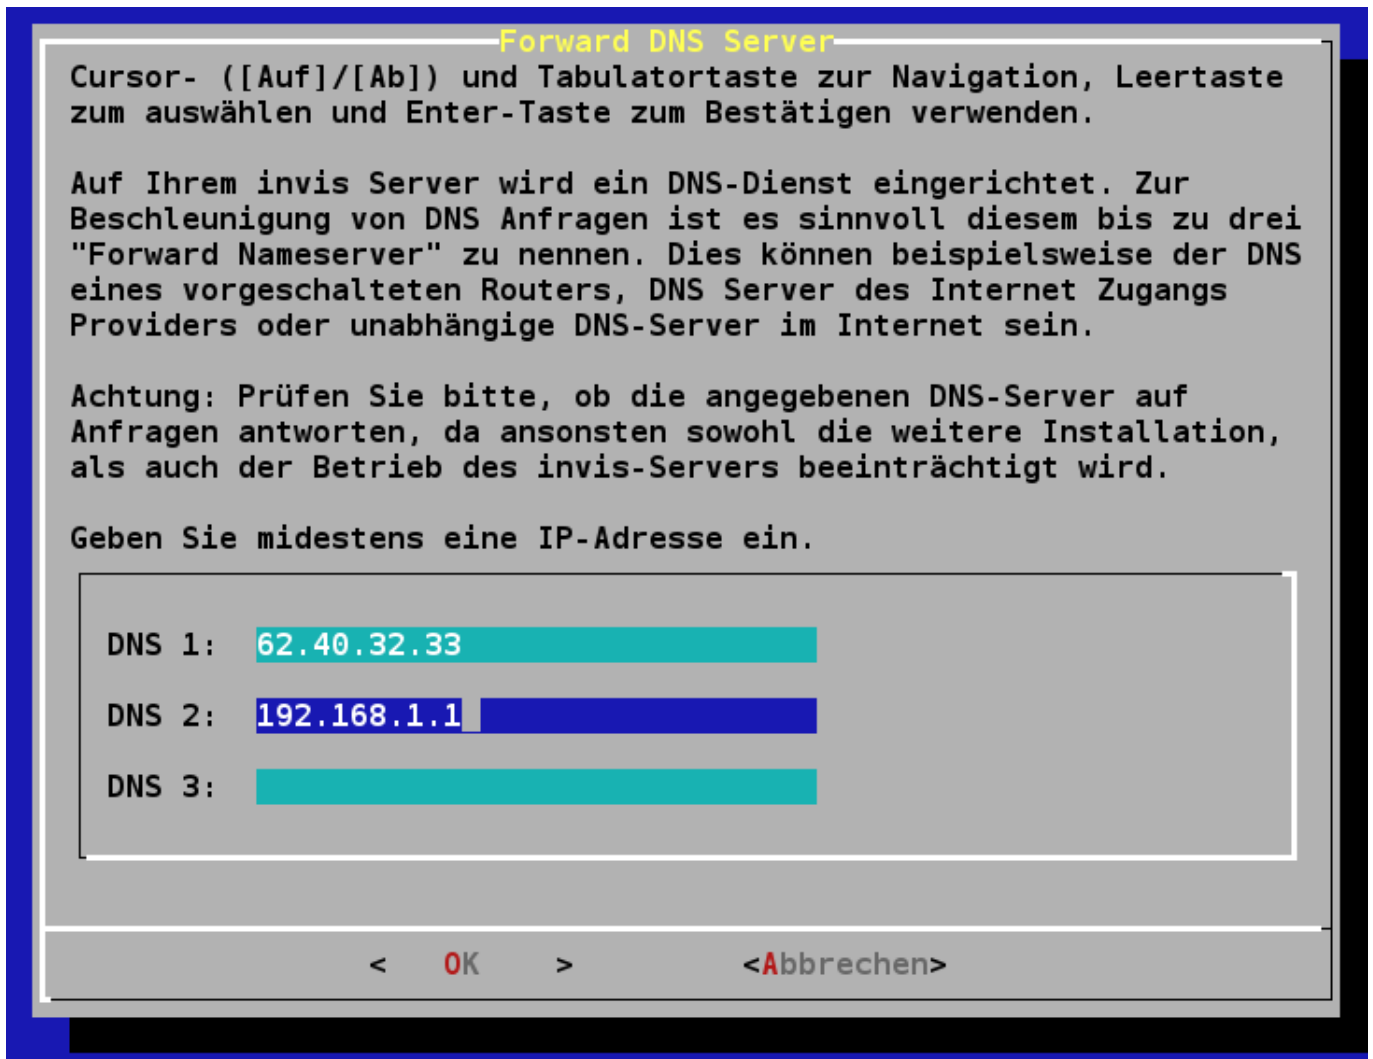 Forward DNS Server
Cursor- ([Auf]/[Ab]) und Tabulatortaste zur Navigation, Leertaste
zum auswählen und Enter-Taste zum Bestätigen verwenden.
Auf Ihrem invis Server wird ein DNS-Dienst eingerichtet. Zur
Beschleunigung von DNS Anfragen ist es sinnvoll diesem bis zu drei
"Forward Nameserver" zu nennen. Dies können beispielsweise der DNS
eines vorgeschalteten Routers, DNS Server des Internet Zugangs
Providers oder unabhängige DNS-Server im Internet sein.
Achtung: Prüfen Sie bitte, ob die angegebenen DNS-Server auf
Anfragen antworten, da ansonsten sowohl die weitere Installation,
als auch der Betrieb des invis-Servers beeinträchtigt wird.
Geben Sie midestens eine IP-Adresse ein.
DNS 1: 62.40.32.33
DNS 2: 192.168.1.1
DNS 3:
< OK > <Abbrechen>